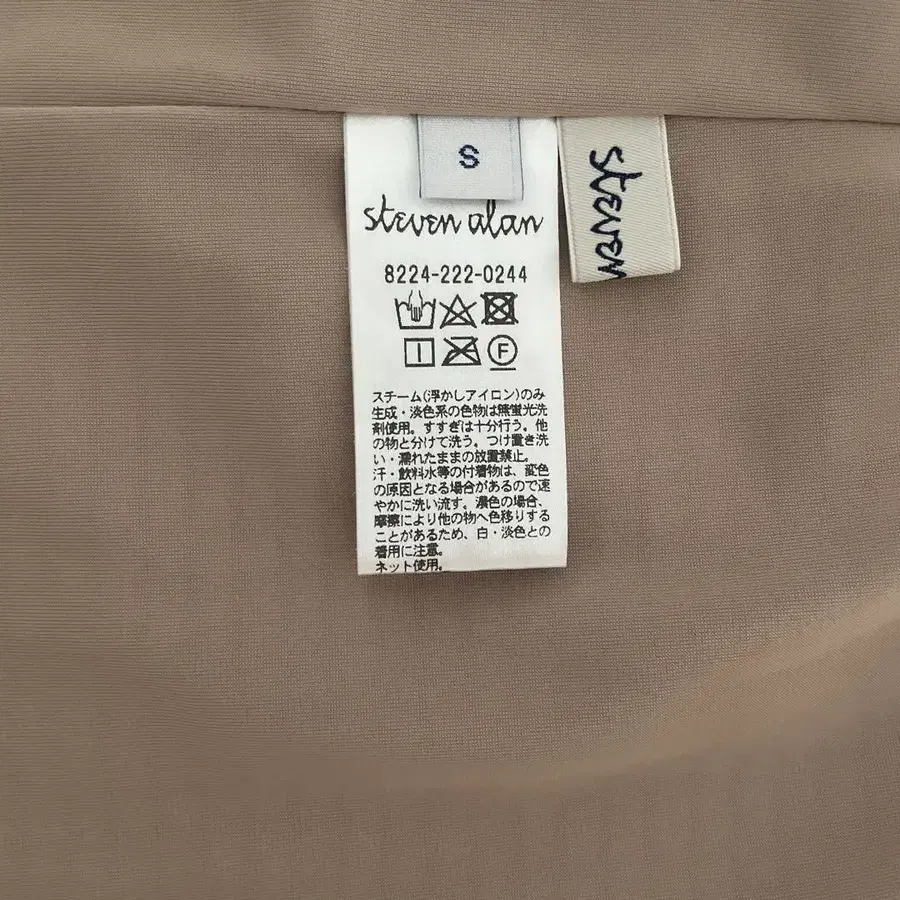 S
steven alan
steven
8224-222-0244
F
スチーム(浮かしアイロン)のみ
生成・淡色系の色物は無蛍光洗
剤使用。すすぎは十分行う。他
の物と分けて洗う。つけ置き洗
い・濡れたままの放置禁止。
汗・飲料水等の付着物は、変色
の原因となる場合があるので速
やかに洗い流す。濃色の場合、
摩擦により他の物へ色移りする
ことがあるため、白・淡色との
着用に注意。
ネット使用。